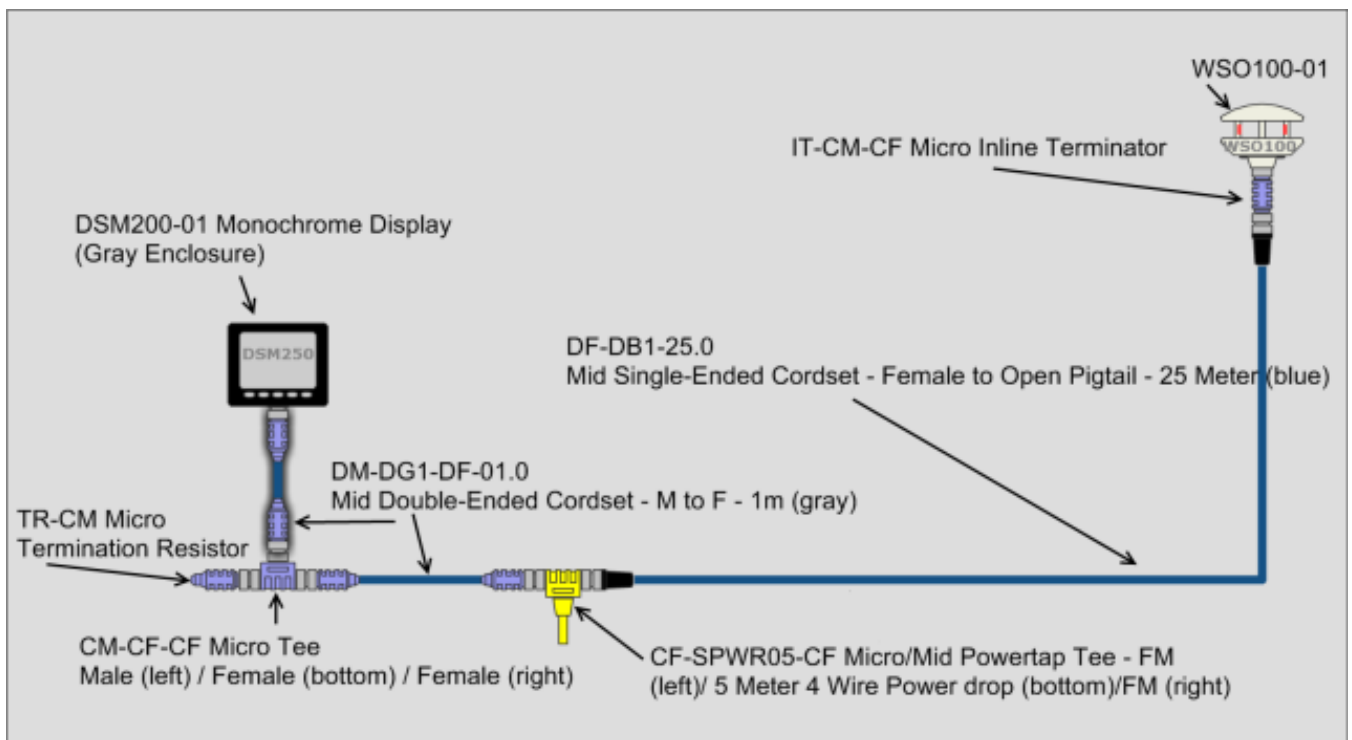 WSO100-01
WSO100
IT-CM-CF Micro Inline Terminator
DSM200-01 Monochrome Display
(Gray Enclosure)
DSM250
DF-DB1-25.0
Mid Single-Ended Cordset - Female to Open Pigtail - 25 Meter (blue)
DM-DG1-DF-01.0
Mid Double-Ended Cordset - M to F - 1m (gray)
TR-CM Micro
Termination Resistor
CM-CF-CF Micro Tee
Male (left) / Female (bottom) / Female (right)
CF-SPWR05-CF Micro/Mid Powertap Tee - FM
(left)/ 5 Meter 4 Wire Power drop (bottom)/FM (right)